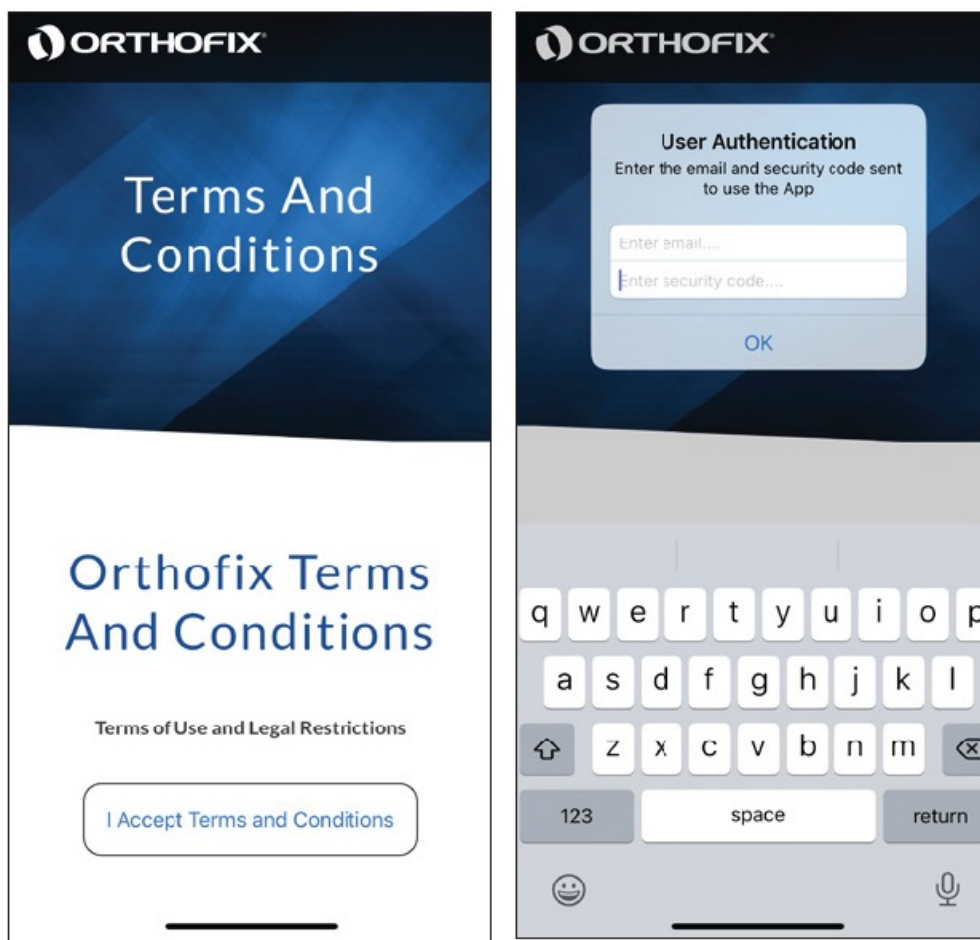 ORTHOFIX
Terms And
Conditions
Orthofix Terms
And Conditions
Terms of Use and Legal Restrictions
I Accept Terms and Conditions
ORTHOFIX
User Authentication
Enter the email and security code sent
to use the App
Enter email....
Enter security code....
OK
q w e r t y u i o p
a s d f g h j k l
z x c v b n m
123 space return